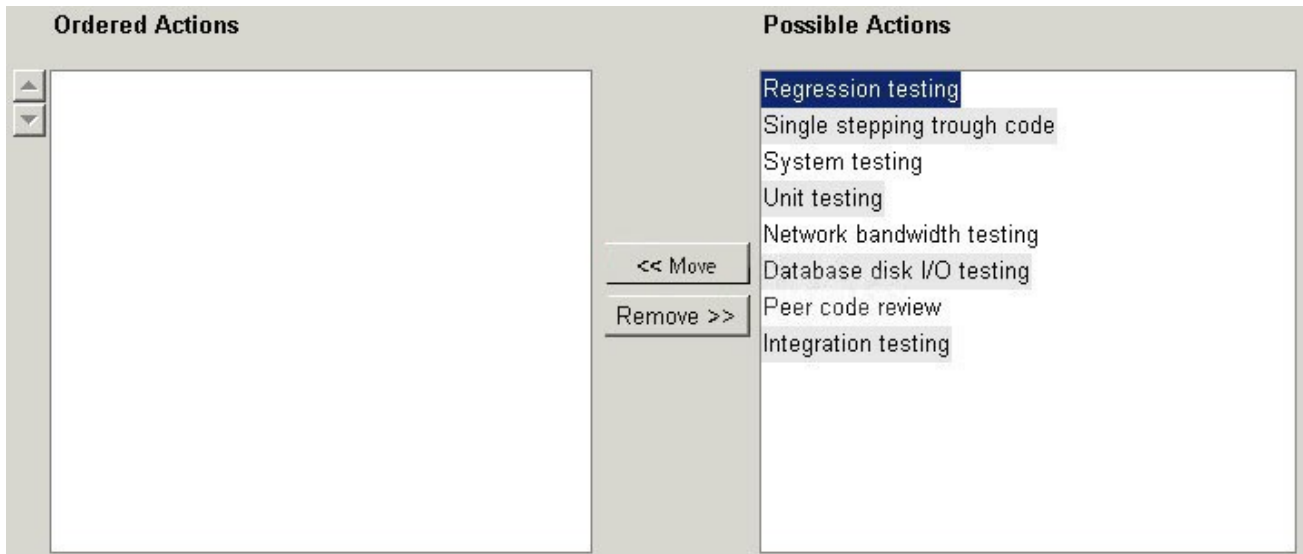 Ordered Actions
Possible Actions
Regression testing
Single stepping trough code
System testing
Unit testing
Network bandwidth testing
<< Move
Database disk I/O testing
Remove >>
Peer code review
Integration testing